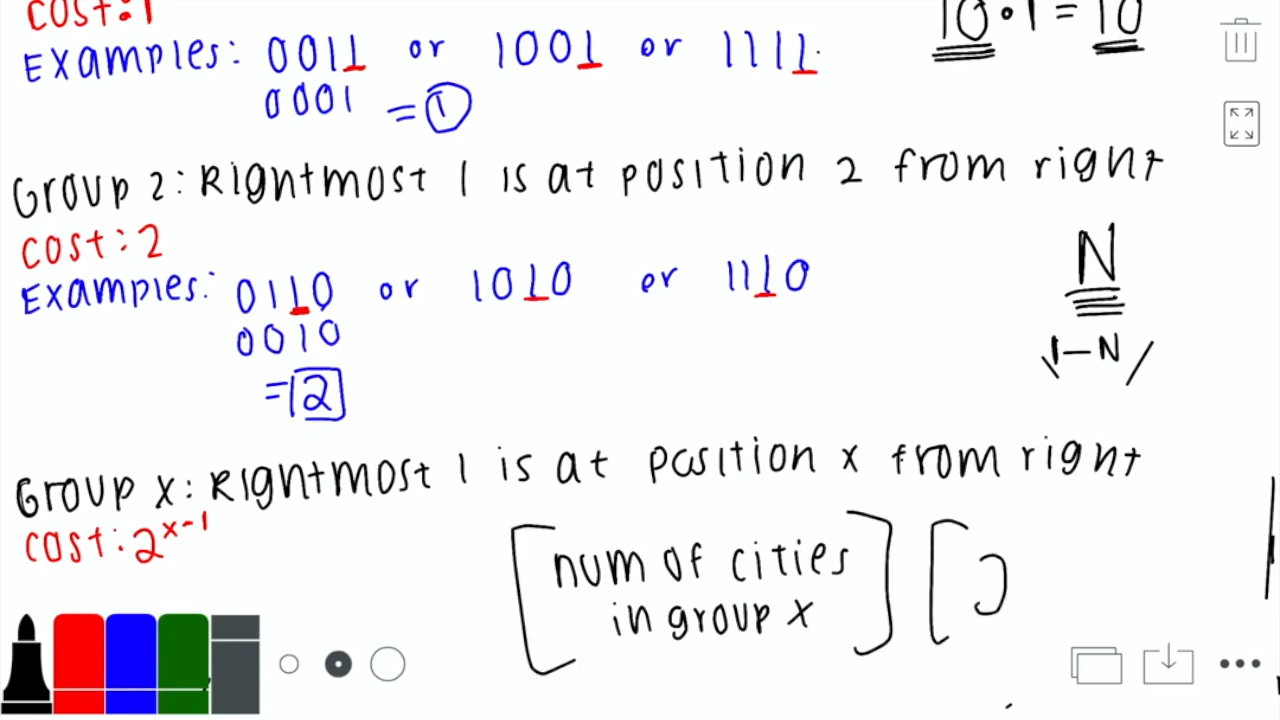 cost: 1
10 · 1 = 10
Examples: 0011 or 1001 or 1111
0001 = 1
Group 2: Rightmost 1 is at position 2 from right
cost: 2
N
Examples: 0110 or 1010 or 1110
0010
1-N
= 2
Group x: Rightmost 1 is at position x from right
cost: 2^x-1
[num of cities
in group x] [